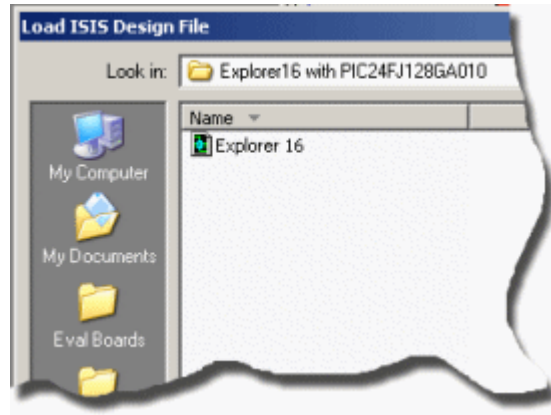 Load ISIS Design File
Look in: Explorer16 with PIC24FJ128GA010
Name
Explorer 16
My Computer
My Documents
Eval Boards